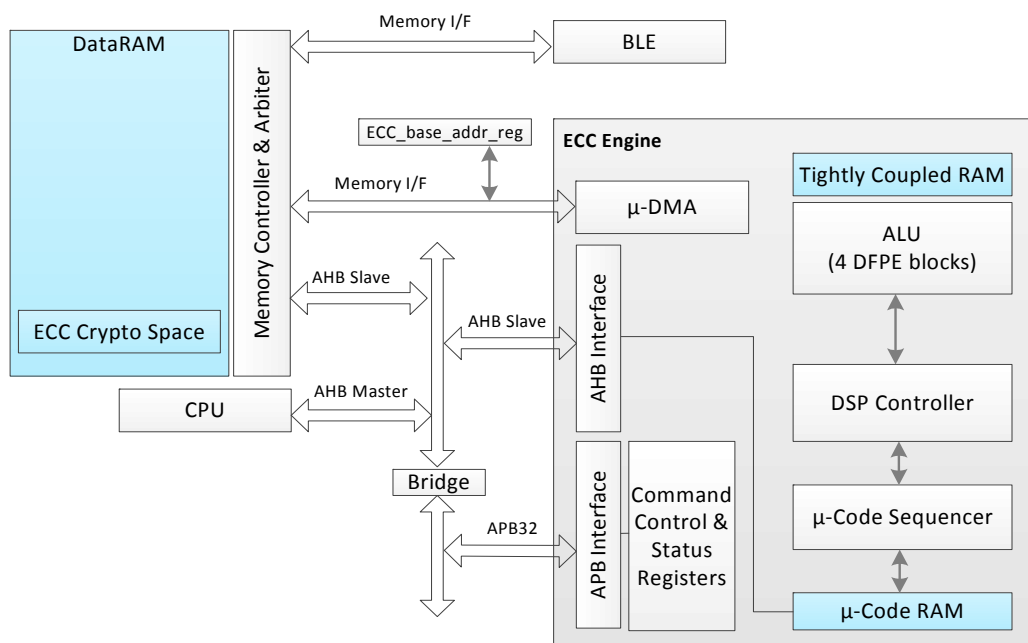 DataRAM
Memory Controller & Arbiter
ECC Crypto Space
Memory I/F
BLE
ECC_base_addr_reg
Memory I/F
AHB Slave
AHB Slave
CPU
AHB Master
Bridge
APB32
ECC Engine
µ-DMA
AHB Interface
APB Interface
Command
Control &
Status
Registers
Tightly Coupled RAM
ALU
(4 DFPE blocks)
DSP Controller
µ-Code Sequencer
µ-Code RAM